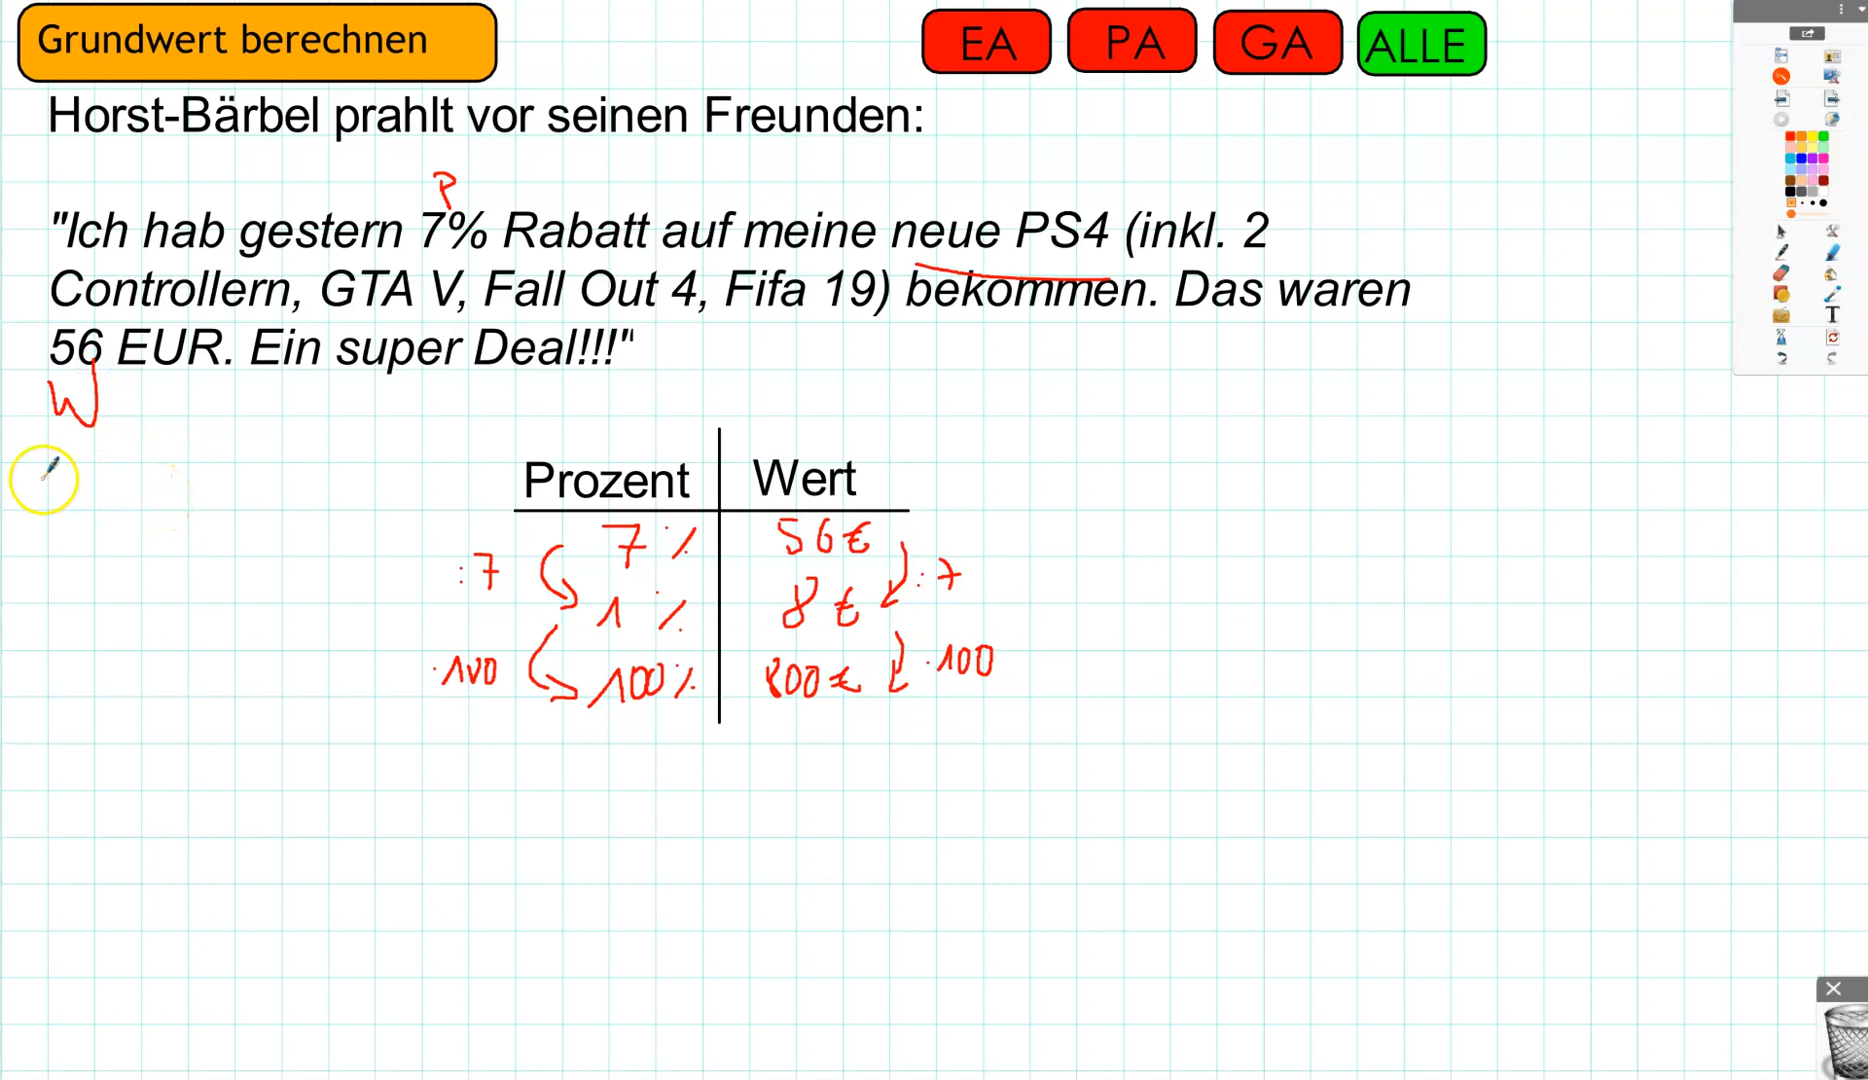 Grundwert berechnen
EA PA GA ALLE
Horst-Bärbel prahlt vor seinen Freunden:
P
"Ich hab gestern 7% Rabatt auf meine neue PS4 (inkl. 2
Controllern, GTA V, Fall Out 4, Fifa 19) bekommen. Das waren
56 EUR. Ein super Deal!!!"
W
Prozent Wert
7% 56€
:7 :7
1% 8€
·100 ·100
100% 800€